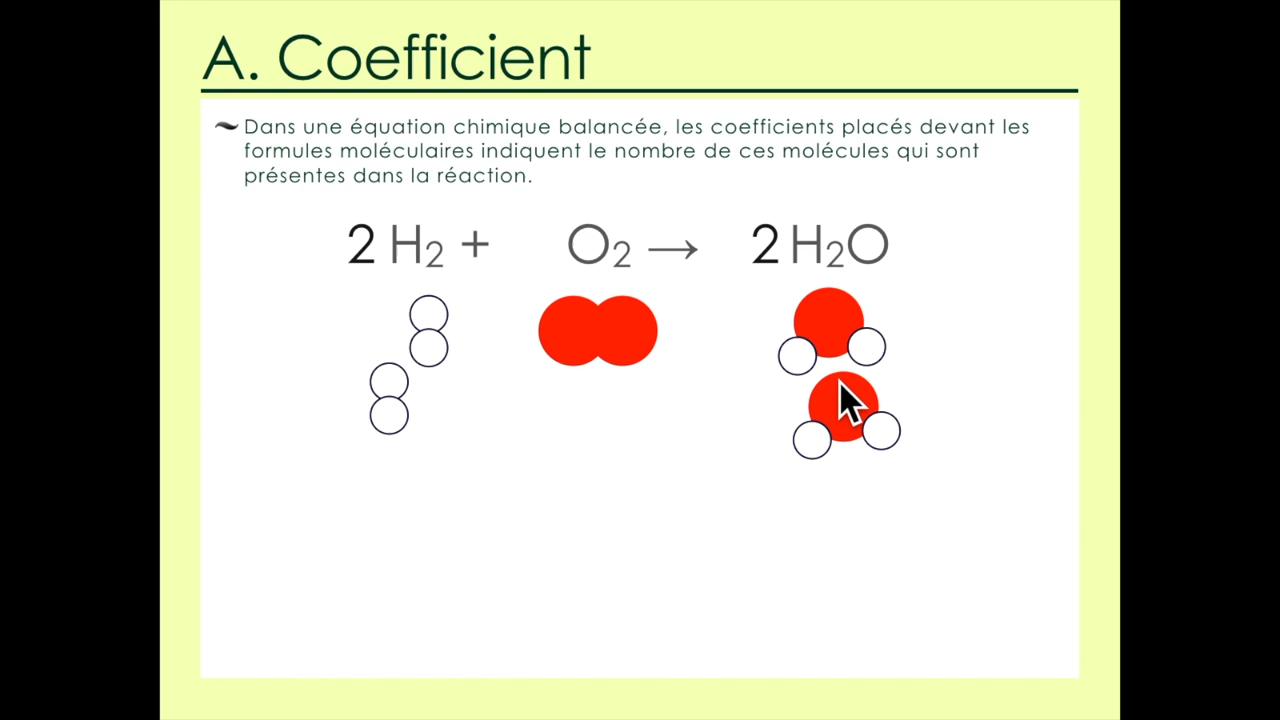 A. Coefficient
Dans une équation chimique balancée, les coefficients placés devant les
formules moléculaires indiquent le nombre de ces molécules qui sont
présentes dans la réaction.
2 H₂ + O₂ → 2 H₂O